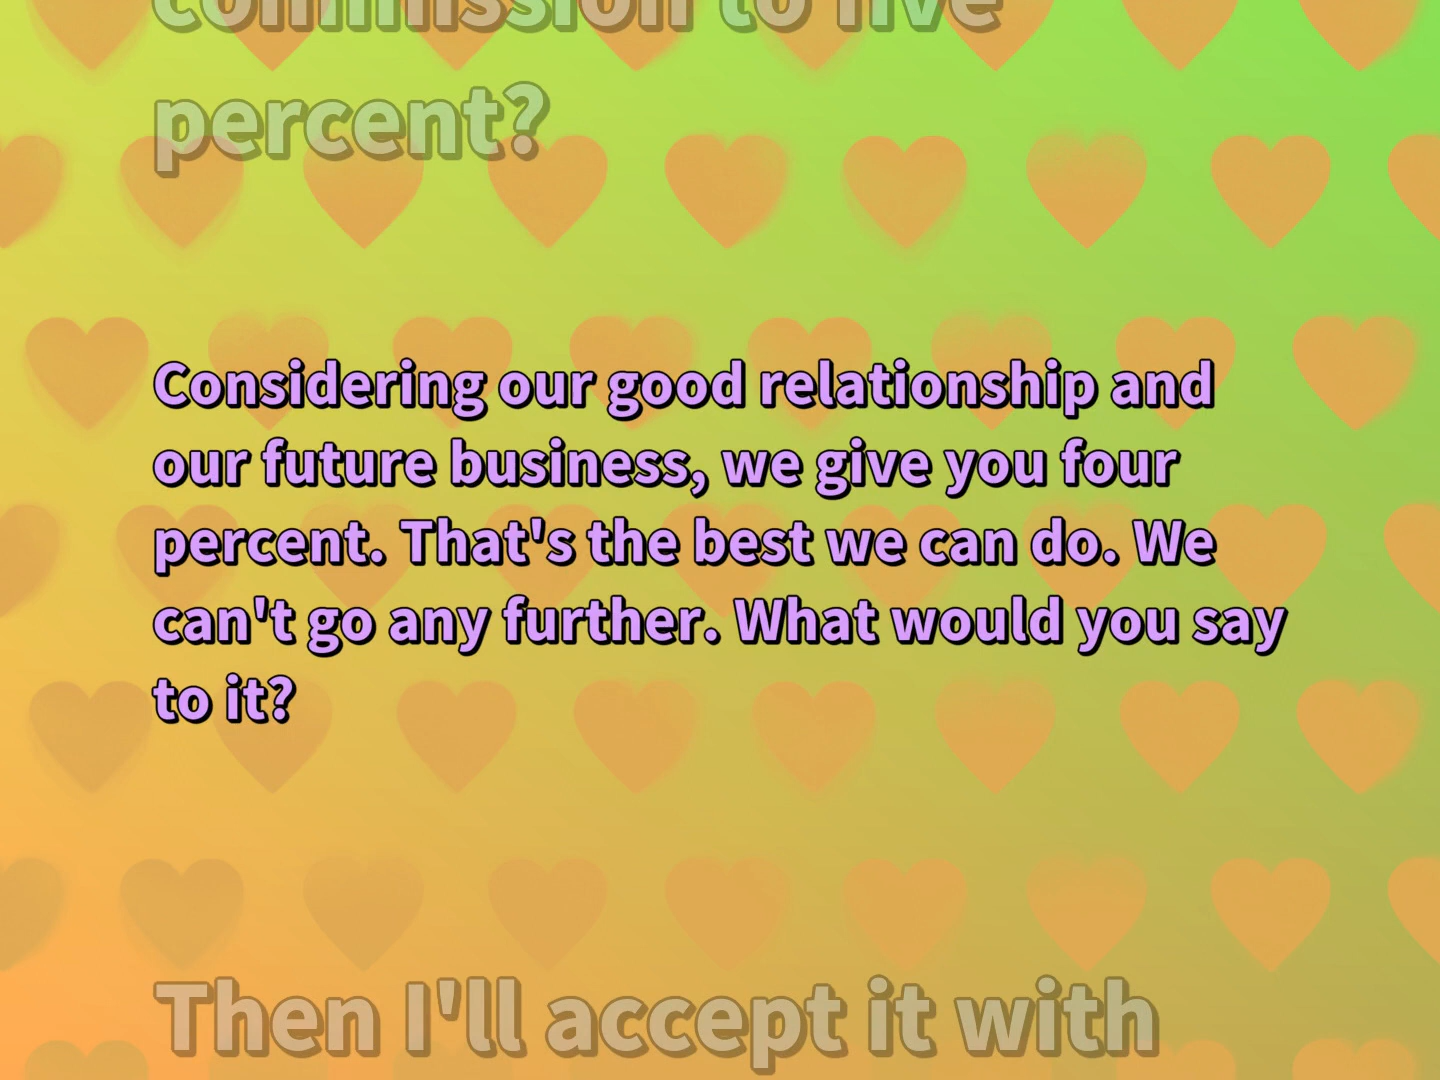 commission to five
percent?
Considering our good relationship and
our future business, we give you four
percent. That's the best we can do. We
can't go any further. What would you say
to it?
Then I'll accept it with